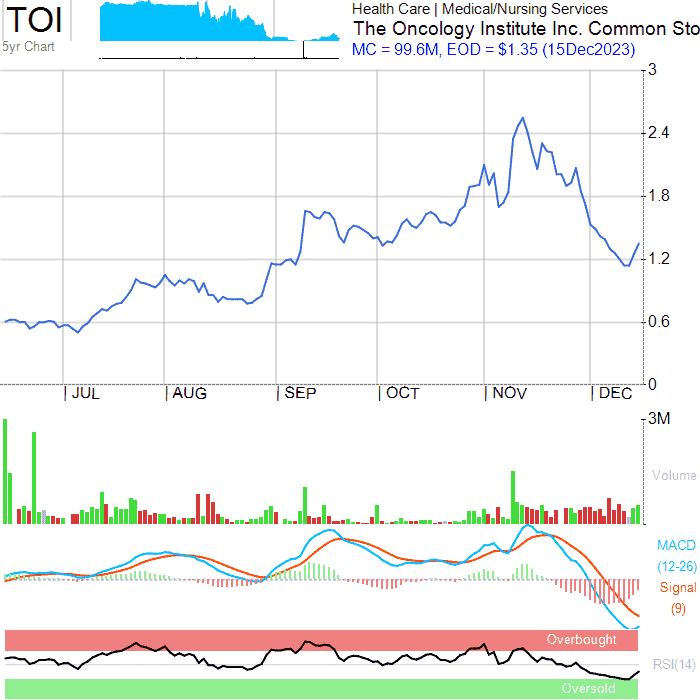 TOI
5yr Chart
Health Care | Medical/Nursing Services
The Oncology Institute Inc. Common Sto
MC = 99.6M, EOD = $1.35 (15Dec2023)
3
2.4
1.8
1.2
0.6
0
| JUL | AUG | SEP | OCT | NOV | DEC
3M
Volume
MACD
(12-26)
Signal
(9)
Overbought
RSI(14)
Oversold